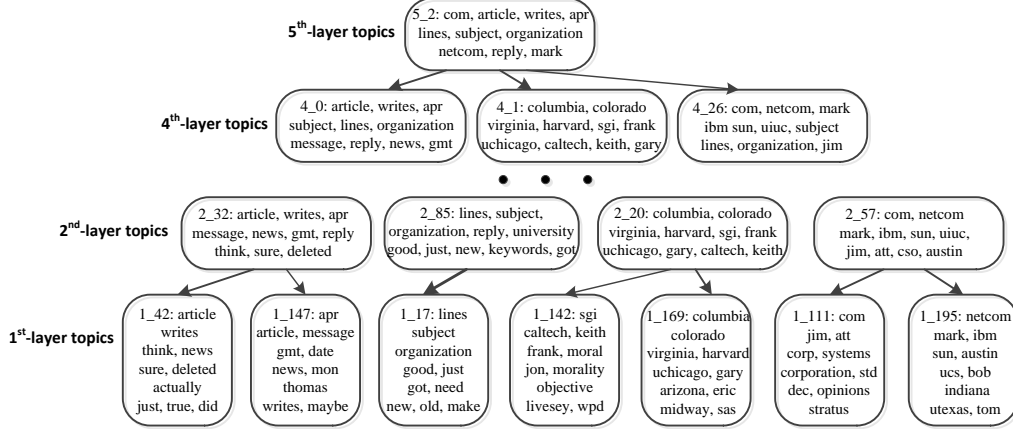 5th-layer topics
5_2: com, article, writes, apr
lines, subject, organization
netcom, reply, mark
4th-layer topics
4_0: article, writes, apr
subject, lines, organization
message, reply, news, gmt
4_1: columbia, colorado
virginia, harvard, sgi, frank
uchicago, caltech, keith, gary
4_26: com, netcom, mark
ibm sun, uiuc, subject
lines, organization, jim
2nd-layer topics
2_32: article, writes, apr
message, news, gmt, reply
think, sure, deleted
2_85: lines, subject,
organization, reply, university
good, just, new, keywords, got
2_20: columbia, colorado
virginia, harvard, sgi, frank
uchicago, gary, caltech, keith
2_57: com, netcom
mark, ibm, sun, uiuc,
jim, att, cso, austin
1st-layer topics
1_42: article
writes
think, news
sure, deleted
actually
just, true, did
1_147: apr
article, message
gmt, date
news, mon
thomas
writes, maybe
1_17: lines
subject
organization
good, just
got, need
new, old, make
1_142: sgi
caltech, keith
frank, moral
jon, morality
objective
livesey, wpd
1_169: columbia
colorado
virginia, harvard
uchicago, gary
arizona, eric
midway, sas
1_111: com
jim, att
corp, systems
corporation, std
dec, opinions
stratus
1_195: netcom
mark, ibm
sun, austin
ucs, bob
indiana
utexas, tom